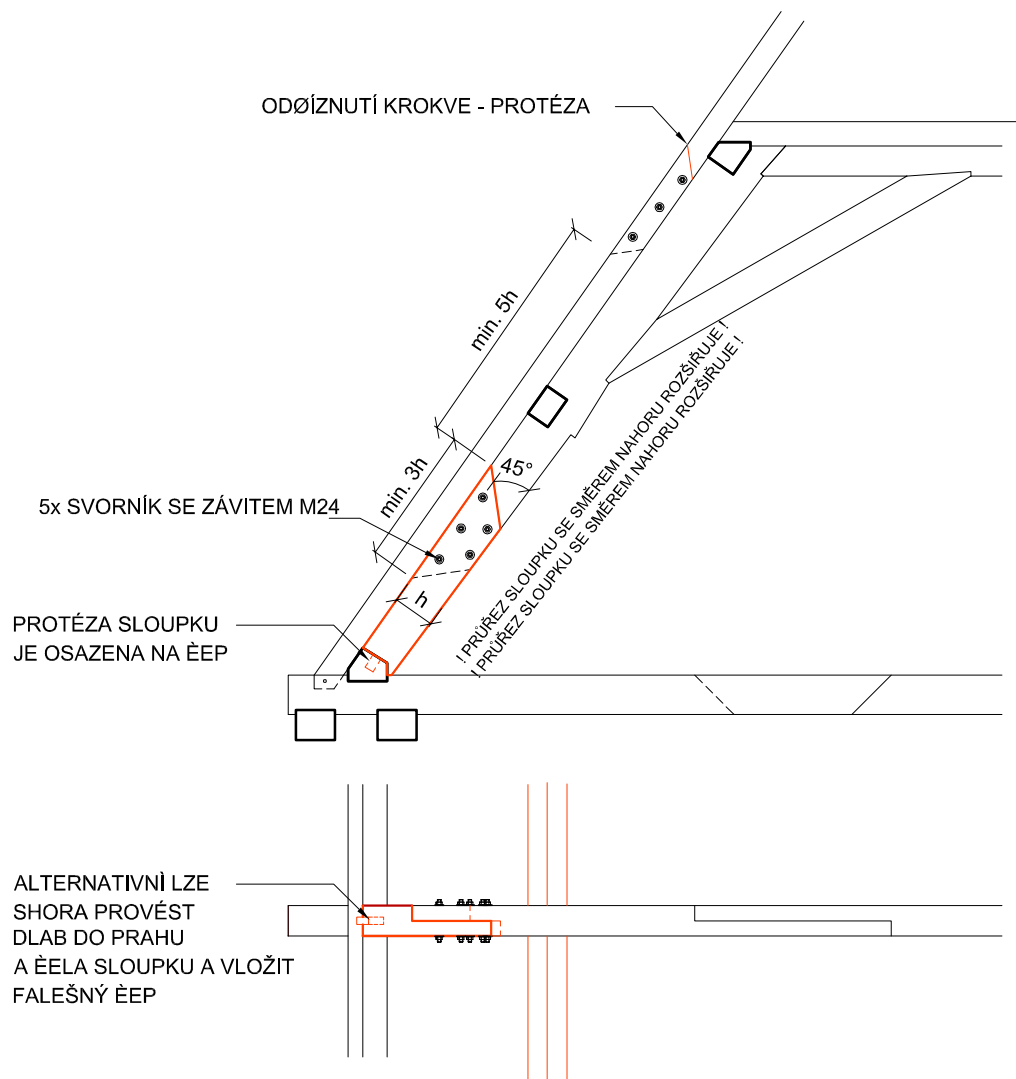 ODØÍZNUTÍ KROKVE - PROTÉZA
min. 5h
min. 3h
45°
5x SVORNÍK SE ZÁVITEM M24
h
! PRŮŘEZ SLOUPKU SE SMĚREM NAHORU ROZŠIŘUJE !
! PRŮŘEZ SLOUPKU SE SMĚREM NAHORU ROZŠIŘUJE !
PROTÉZA SLOUPKU
JE OSAZENA NA ÈEP
ALTERNATIVNÌ LZE
SHORA PROVÉST
DLAB DO PRAHU
A ÈELA SLOUPKU A VLOŽIT
FALEŠNÝ ÈEP